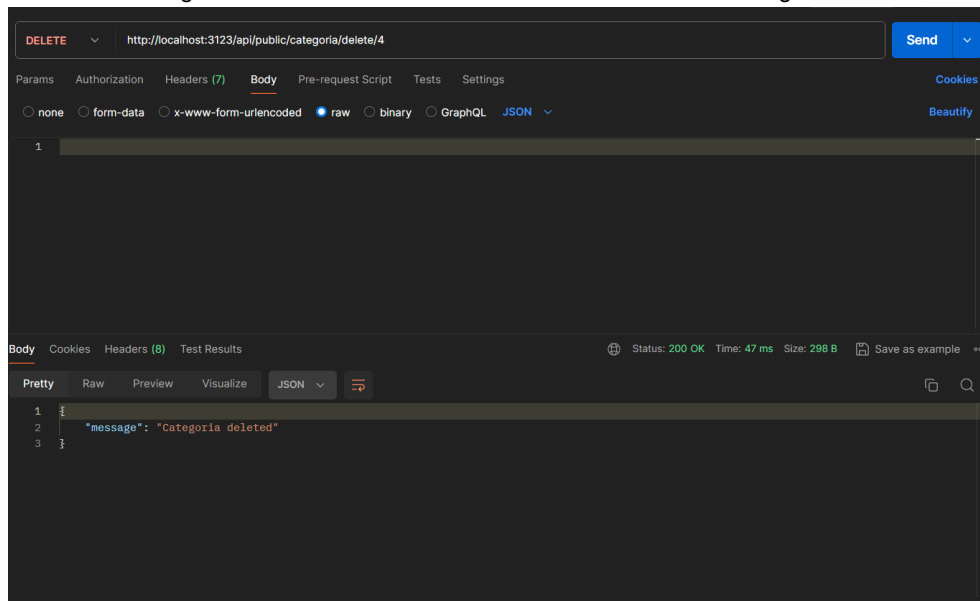 DELETE http://localhost:3123/api/public/categoria/delete/4 Send
Params Authorization Headers (7) Body Pre-request Script Tests Settings Cookies
none form-data x-www-form-urlencoded raw binary GraphQL JSON Beautify
1
Body Cookies Headers (8) Test Results Status: 200 OK Time: 47 ms Size: 298 B Save as example
Pretty Raw Preview Visualize JSON
1 {
2 "message": "Categoria deleted"
3 }